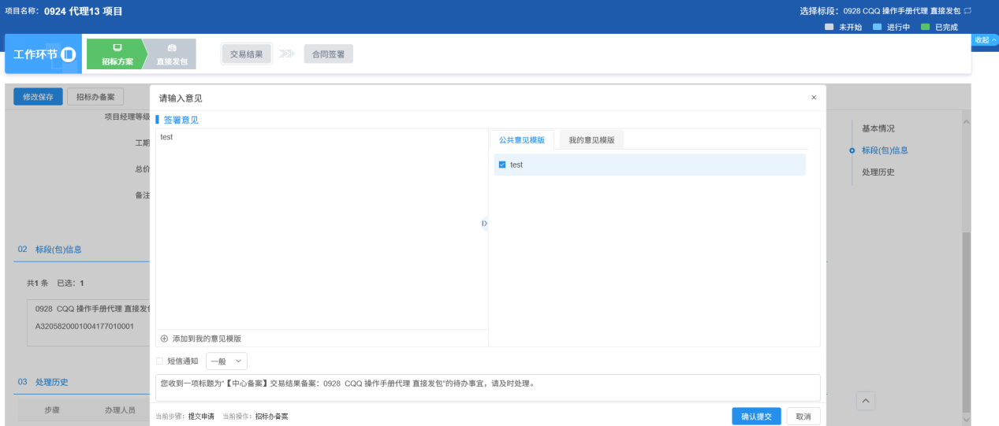 项目名称：0924 代理13 项目
选择标段：0928 CQQ 操作手册代理 直接发包
未开始 进行中 已完成
收起
工作环节
招标方案
直接发包
交易结果
合同签署
修改保存
招标办备案
项目经理等级
工期
总价
备注
02 标段(包)信息
共1 条 已选：1
0928 CQQ 操作手册代理 直接发包
A3205820001004177010001
03 处理历史
步骤
办理人员
请输入意见
×
签署意见
test
添加到我的意见模版
公共意见模版
我的意见模版
test
短信通知
一般
您收到一项标题为“【中心备案】交易结果备案：0928 CQQ 操作手册代理 直接发包”的待办事宜，请及时处理。
当前步骤：提交申请 当前操作：招标办备案
确认提交
取消
基本情况
标段(包)信息
处理历史